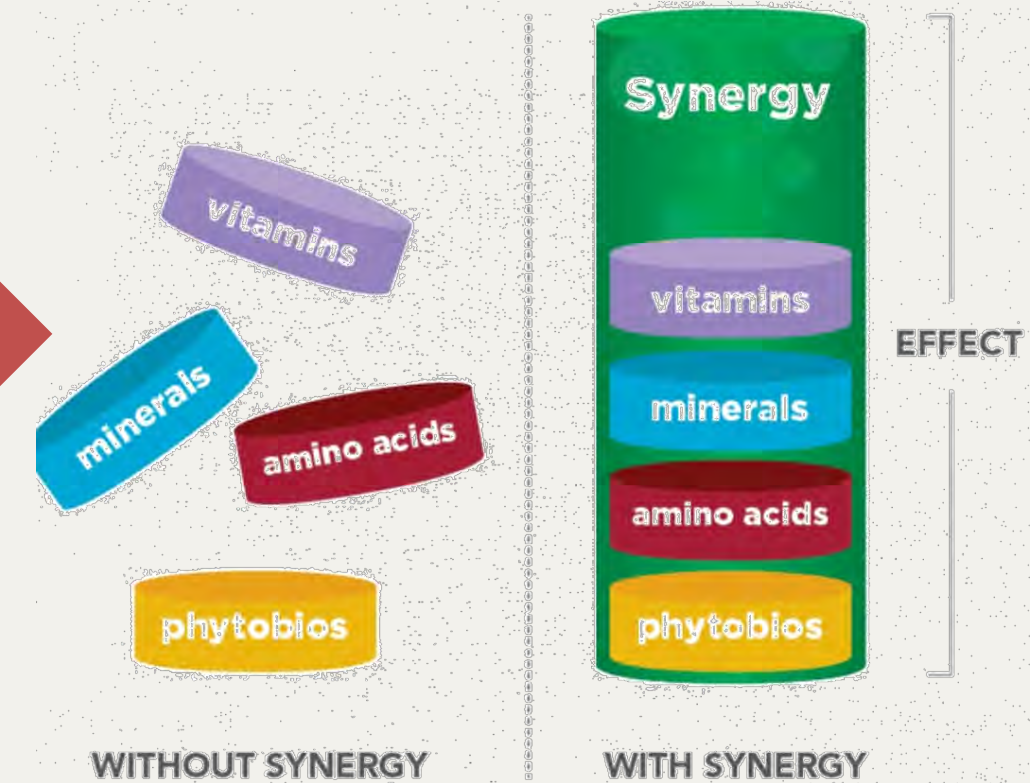 vitamins
minerals
amino acids
phytobios
WITHOUT SYNERGY
Synergy
vitamins
minerals
amino acids
phytobios
EFFECT
WITH SYNERGY